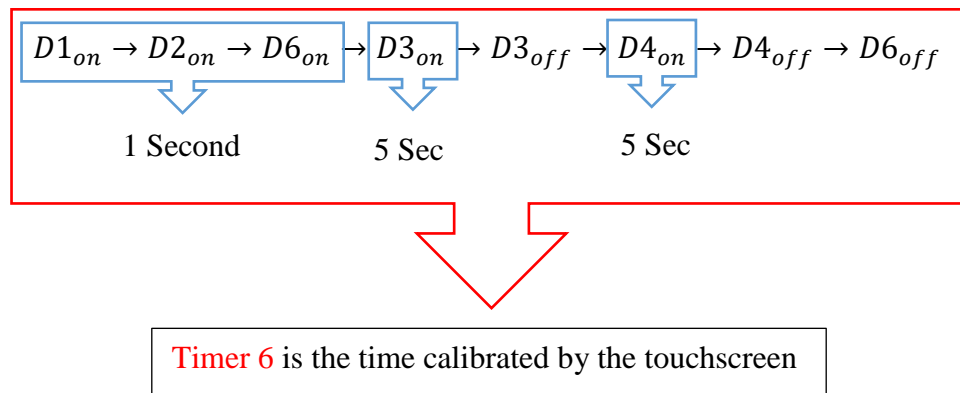 D1on → D2on → D6on → D3on → D3off → D4on → D4off → D6off
1 Second 5 Sec 5 Sec
Timer 6 is the time calibrated by the touchscreen